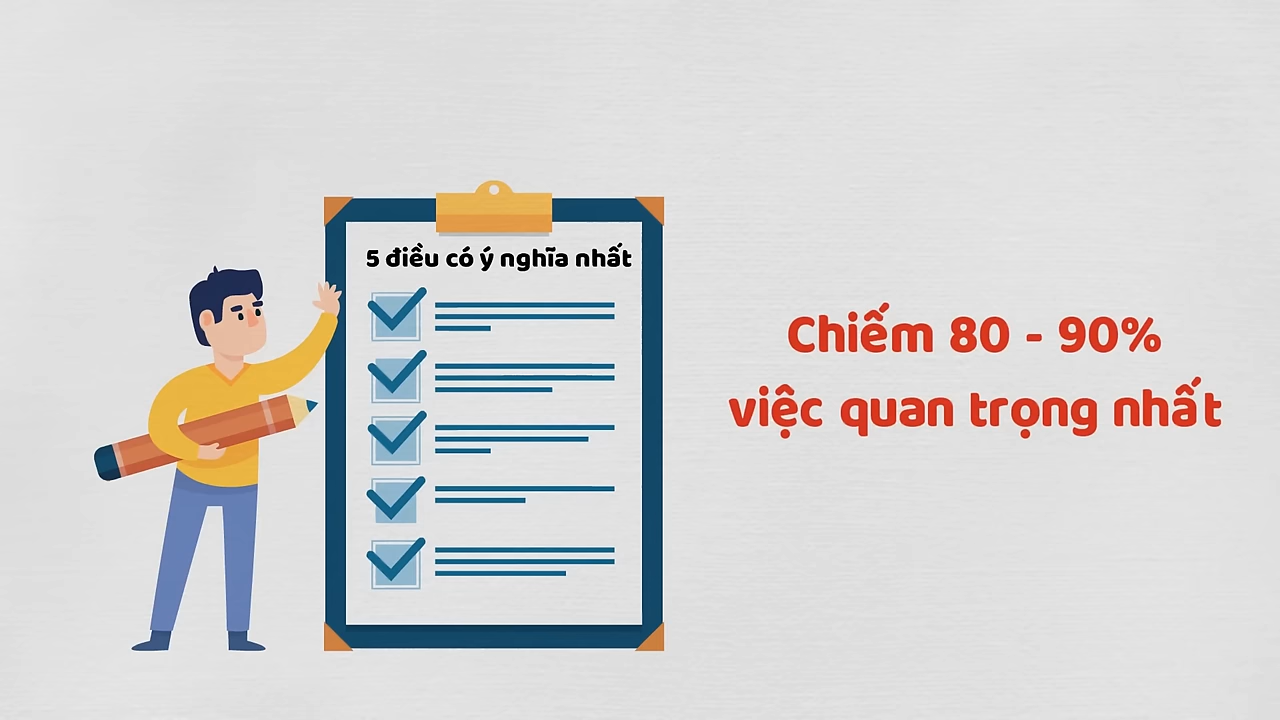 5 điều có ý nghĩa nhất
Chiếm 80 - 90%
việc quan trọng nhất